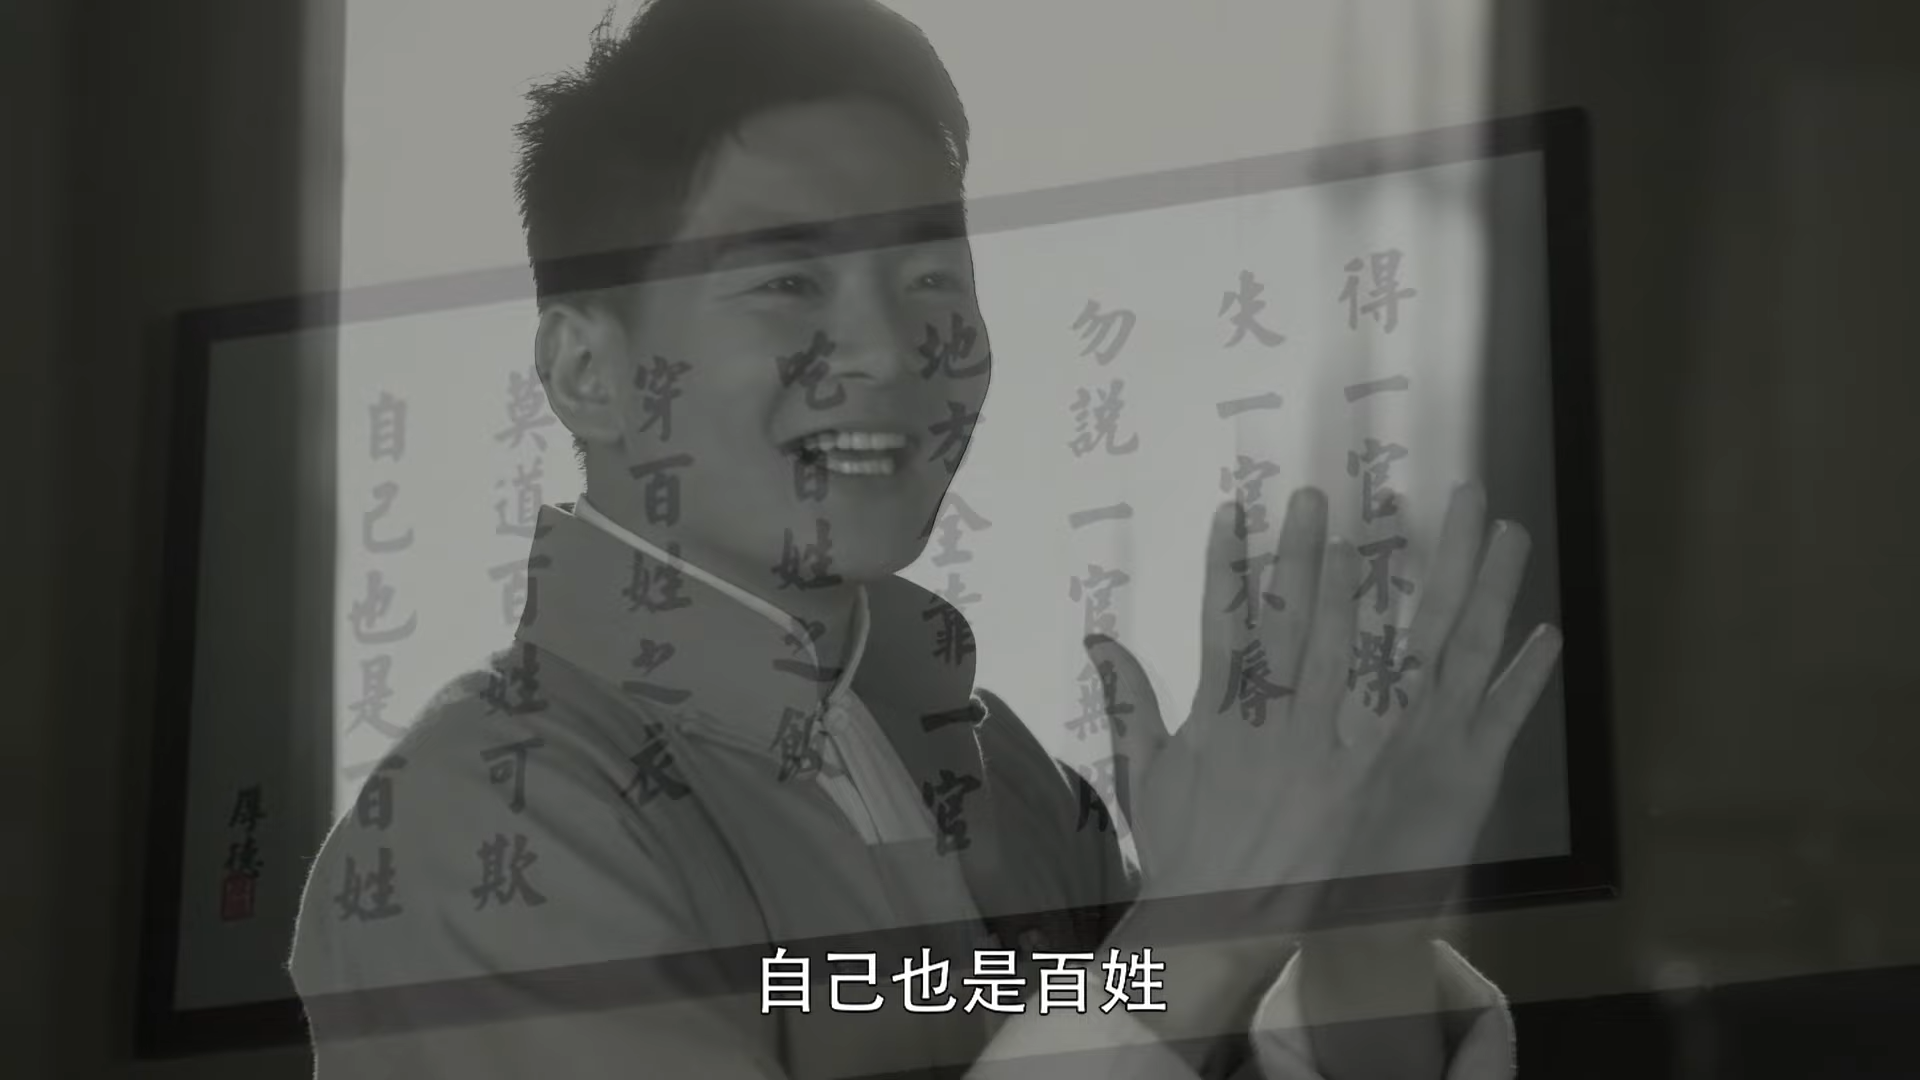 得一官不榮
失一官不辱
勿説一官無用
地方全靠一官
吃百姓之飯
穿百姓之衣
莫道百姓可欺
自己也是百姓
厚德
自己也是百姓